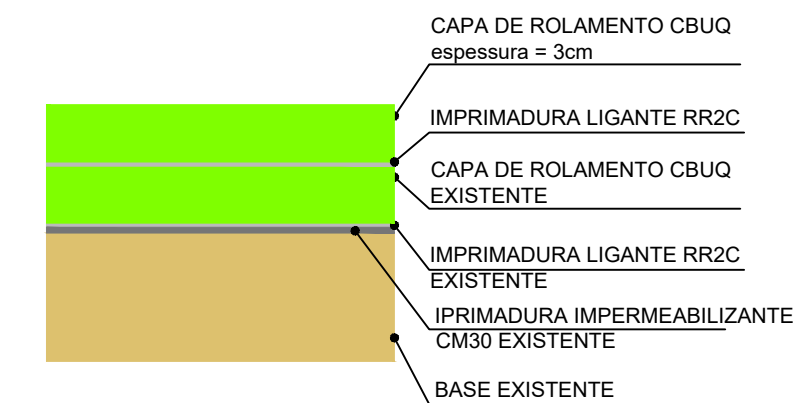 CAPA DE ROLAMENTO CBUQ
espessura = 3cm
IMPRIMADURA LIGANTE RR2C
CAPA DE ROLAMENTO CBUQ
EXISTENTE
IMPRIMADURA LIGANTE RR2C
EXISTENTE
IPRIMADURA IMPERMEABILIZANTE
CM30 EXISTENTE
BASE EXISTENTE